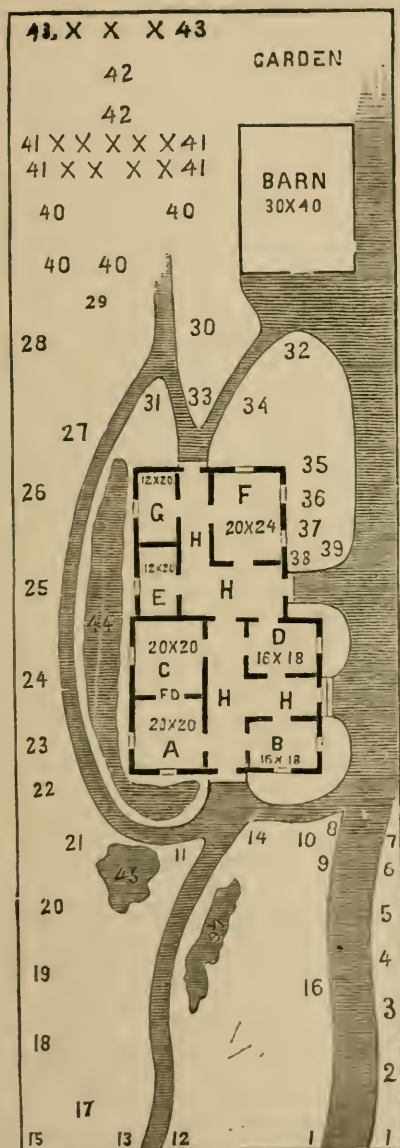 43. X X X 43
GARDEN
42
42
41 X X X X X 41
41 X X X X 41
BARN
30X40
40 40
40 40
29
28 30 32
31 33 34
27
35
26 12X20 F 36
G 20X24 37
H 38 39
12X20
E H
25
44
20X20 D
C 16X18
24
FD H H
20X20
A B
23 16X18
22
21 11 14 10 8 7
9 6
43
20 5
19 16 4
3
18
2
17
15 13 12 1 1